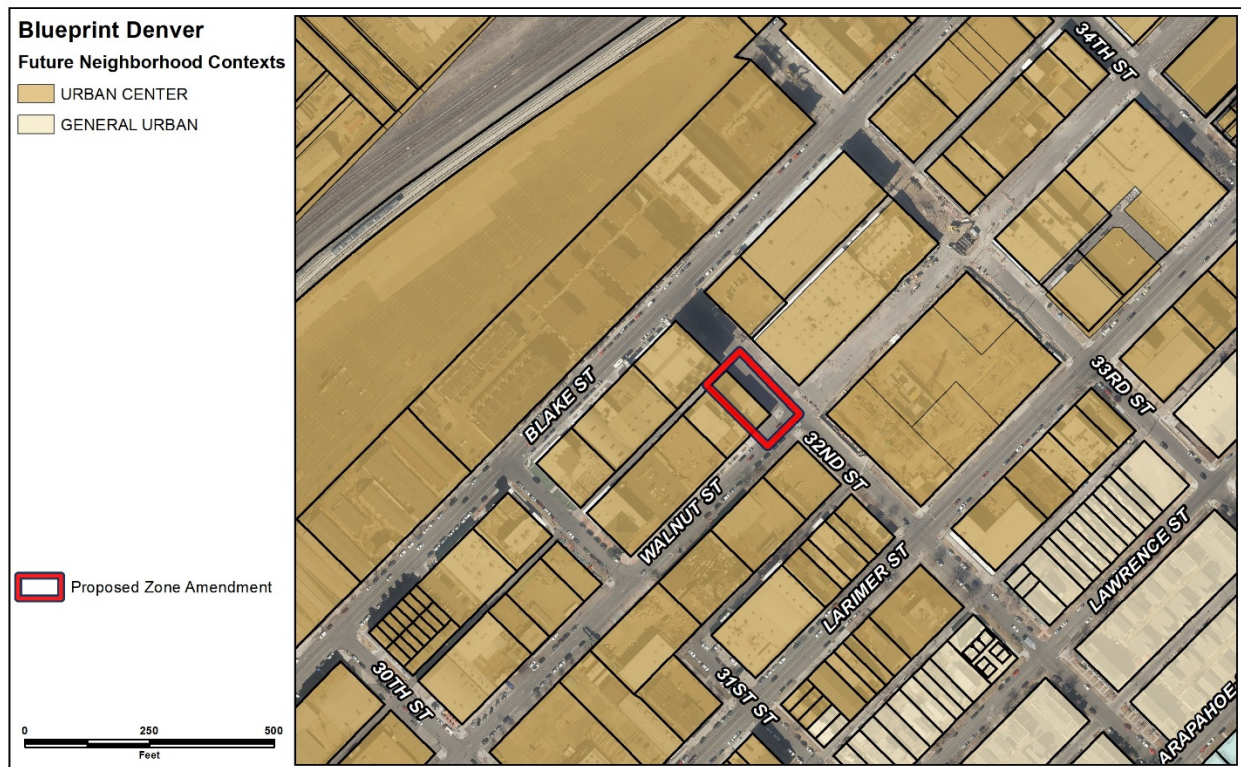 Blueprint Denver
Future Neighborhood Contexts
URBAN CENTER
GENERAL URBAN
Proposed Zone Amendment
0 250 500
Feet
34TH ST
33RD ST
BLAKE ST
32ND ST
WALNUT ST
LARIMER ST
LAWRENCE ST
31ST ST
30TH ST
ARAPAHOE